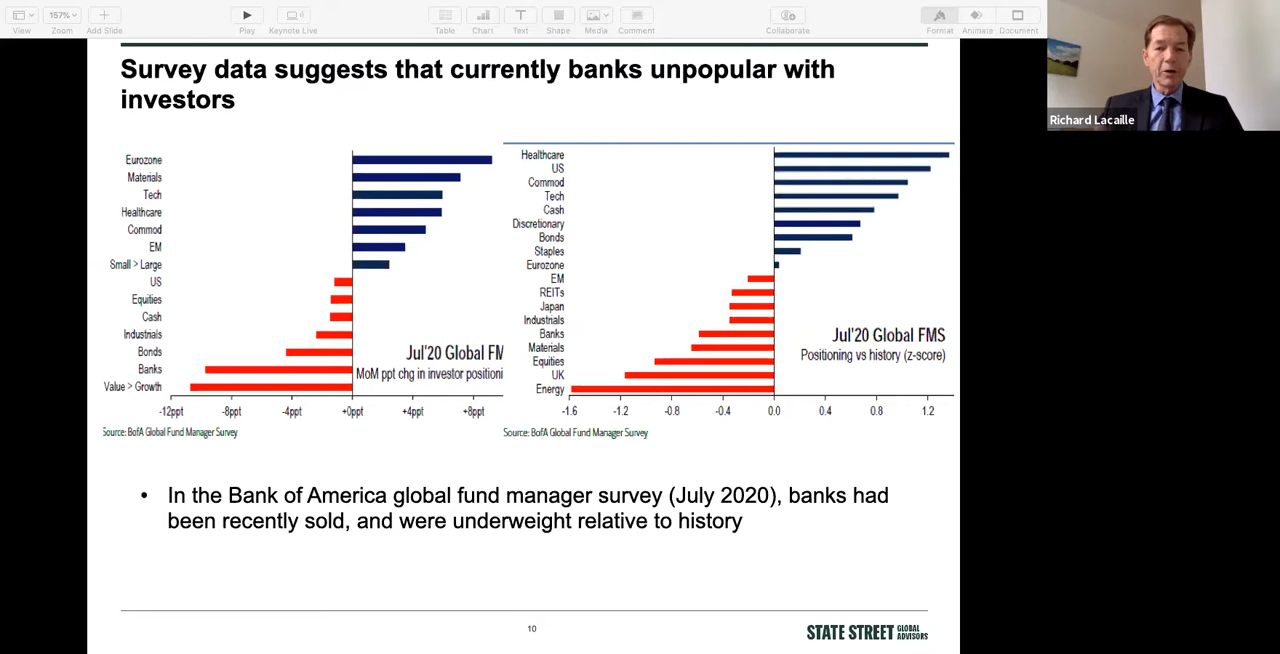 157%
View
Zoom
Add Slide
Play
Keynote Live
Table
Chart
Text
Shape
Media
Comment
Collaborate
Format
Animate
Document
Richard Lacaille
Survey data suggests that currently banks unpopular with
investors
Eurozone
Materials
Tech
Healthcare
Commod
EM
Small > Large
US
Equities
Cash
Industrials
Bonds
Banks
Value > Growth
Jul'20 Global FM
MoM ppt chg in investor positioni
-12ppt
-8ppt
-4ppt
+0ppt
+4ppt
+8ppt
Source: BofA Global Fund Manager Survey
Healthcare
US
Commod
Tech
Cash
Discretionary
Bonds
Staples
Eurozone
EM
REITs
Japan
Industrials
Banks
Materials
Equities
UK
Energy
Jul'20 Global FMS
Positioning vs history (z-score)
-1.6
-1.2
-0.8
-0.4
0.0
0.4
0.8
1.2
Source: BofA Global Fund Manager Survey
• In the Bank of America global fund manager survey (July 2020), banks had
been recently sold, and were underweight relative to history
10
STATE STREET GLOBAL
ADVISORS